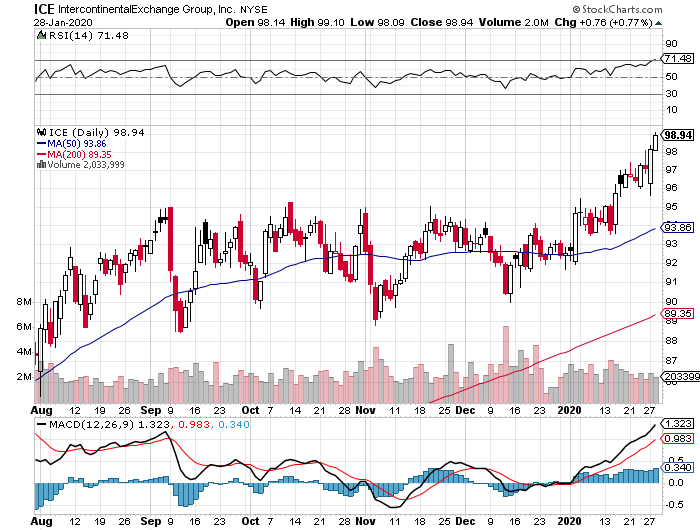 ICE IntercontinentalExchange Group, Inc. NYSE © StockCharts.com
28-Jan-2020 Open 98.14 High 99.10 Low 98.09 Close 98.94 Volume 2.0M Chg +0.76 (+0.77%)
RSI(14) 71.48
90
71.48
50
30
10
ICE (Daily) 98.94
MA(50) 93.86
MA(200) 89.35
Volume 2,033,999
98.94
98
97
96
95
93.86
93
92
91
90
89.35
89
88
87
86
8M
6M
4M
2M
2033999
Aug 12 19 26 Sep 9 16 23 Oct 7 14 21 28 Nov 11 18 25 Dec 9 16 23 2020 13 21 27
MACD(12,26,9) 1.323, 0.983, 0.340
1.323
0.983
0.340
0.0
-0.5
Aug 12 19 26 Sep 9 16 23 Oct 7 14 21 28 Nov 11 18 25 Dec 9 16 23 2020 13 21 27